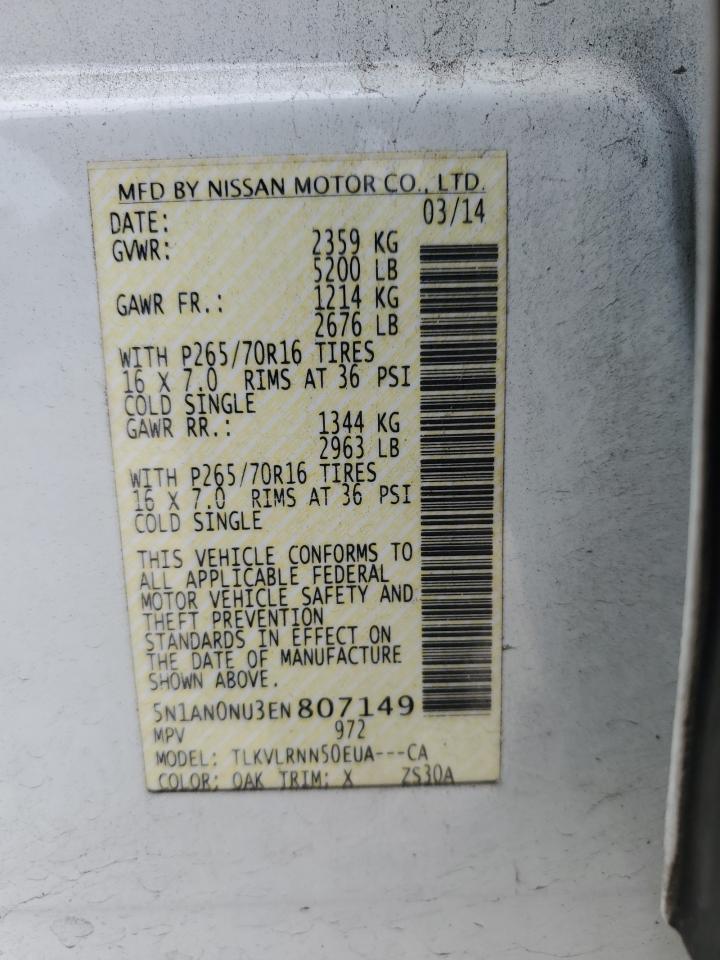 MFD BY NISSAN MOTOR CO., LTD.
DATE: 03/14
GVWR: 2359 KG
5200 LB
GAWR FR.: 1214 KG
2676 LB
WITH P265/70R16 TIRES
16 X 7.0 RIMS AT 36 PSI
COLD SINGLE
GAWR RR.: 1344 KG
2963 LB
WITH P265/70R16 TIRES
16 X 7.0 RIMS AT 36 PSI
COLD SINGLE
THIS VEHICLE CONFORMS TO
ALL APPLICABLE FEDERAL
MOTOR VEHICLE SAFETY AND
THEFT PREVENTION
STANDARDS IN EFFECT ON
THE DATE OF MANUFACTURE
SHOWN ABOVE.
5N1AN0NU3EN807149
MPV 972
MODEL: TLKVLRNN50EUA---CA
COLOR: QAK TRIM: X ZS30A